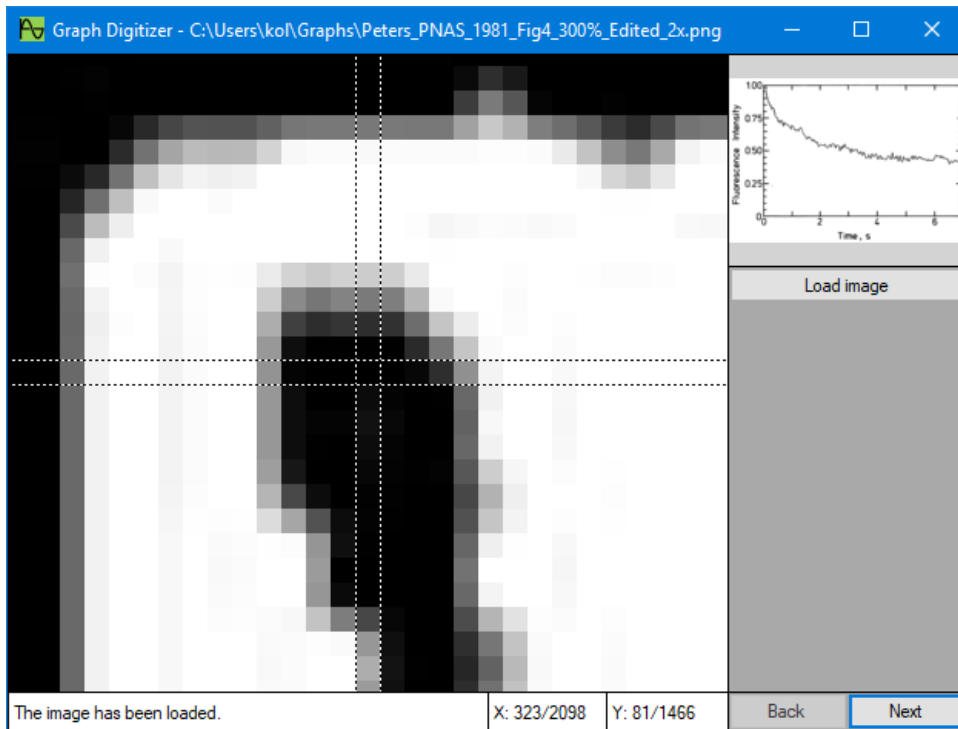 Graph Digitizer - C:\Users\kol\Graphs\Peters_PNAS_1981_Fig4_300%_Edited_2x.png
Fluorescence Intensity
1.00
0.75
0.50
0.25
0
0 2 4 6
Time, s
Load image
The image has been loaded.
X: 323/2098
Y: 81/1466
Back
Next